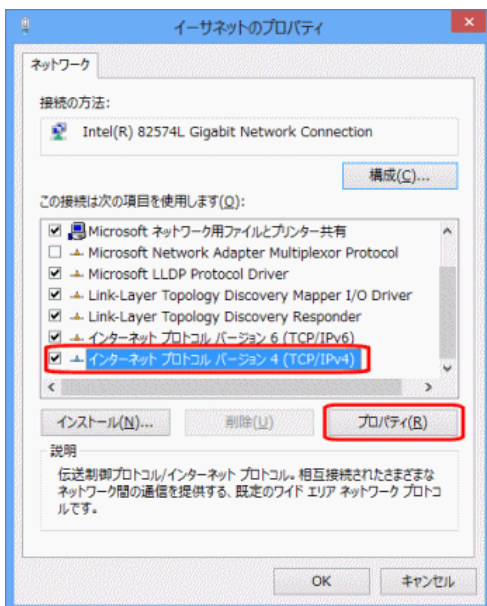 イーサネットのプロパティ
ネットワーク
接続の方法:
Intel(R) 82574L Gigabit Network Connection
構成(C)...
この接続は次の項目を使用します(O):
Microsoft ネットワーク用ファイルとプリンター共有
Microsoft Network Adapter Multiplexor Protocol
Microsoft LLDP Protocol Driver
Link-Layer Topology Discovery Mapper I/O Driver
Link-Layer Topology Discovery Responder
インターネット プロトコル バージョン 6 (TCP/IPv6)
インターネット プロトコル バージョン 4 (TCP/IPv4)
インストール(N)...
削除(U)
プロパティ(R)
説明
伝送制御プロトコル/インターネット プロトコル。相互接続されたさまざまな
ネットワーク間の通信を提供する、既定のワイド エリア ネットワーク プロトコ
ルです。
OK
キャンセル